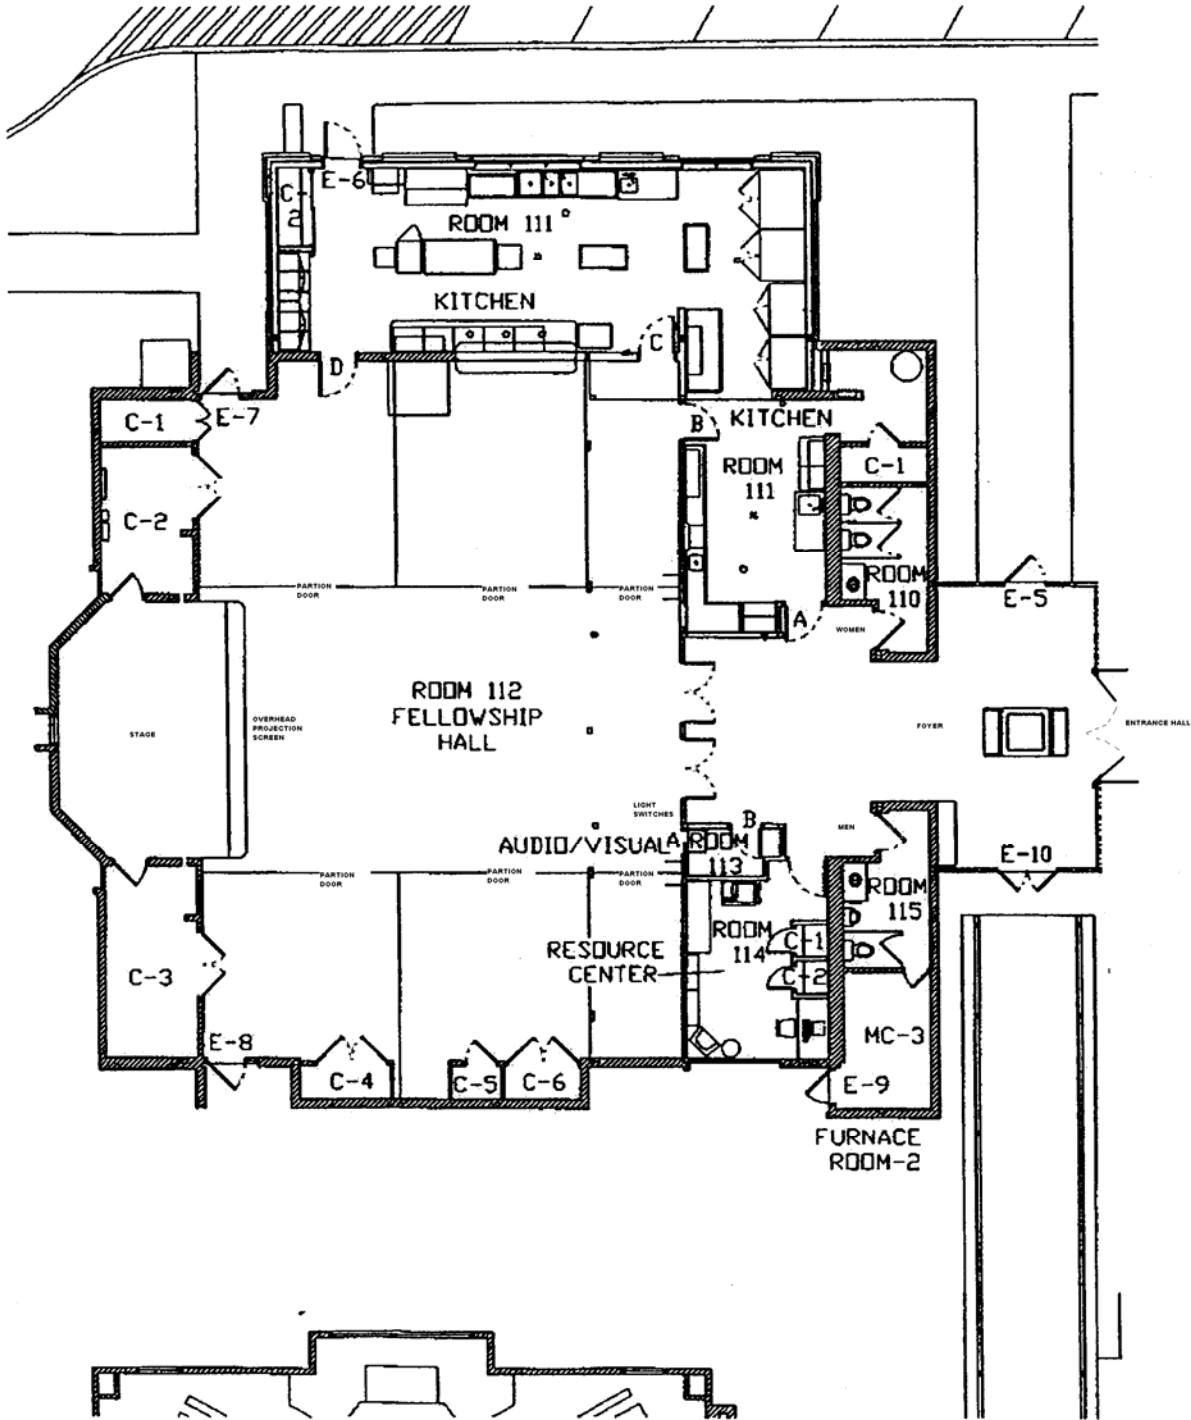 E-6
C-
2
ROOM 111
KITCHEN
C
D
E-7
C-1
B
KITCHEN
ROOM
111
C-1
C-2
PARTION
DOOR
PARTION
DOOR
PARTION
DOOR
ROOM
110
E-5
A
WOMEN
ROOM 112
FELLOWSHIP
HALL
STAGE
OVERHEAD
PROJECTION
SCREEN
FOYER
ENTRANCE HALL
LIGHT
SWITCHES
B
MEN
AUDIO/VISUAL
A
ROOM
113
E-10
PARTION
DOOR
PARTION
DOOR
PARTION
DOOR
ROOM
115
ROOM
114
C-1
RESOURCE
CENTER
C-2
C-3
MC-3
E-8
C-4
C-5
C-6
E-9
FURNACE
ROOM-2